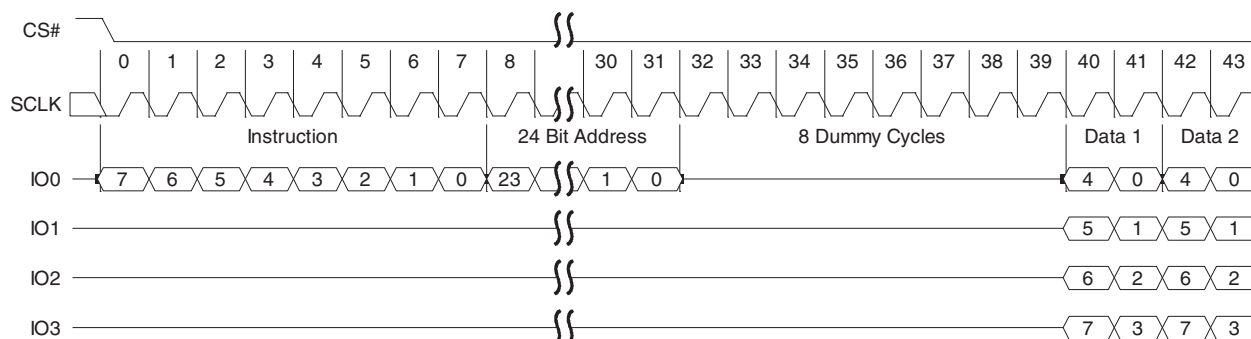 CS#
0 1 2 3 4 5 6 7 8 30 31 32 33 34 35 36 37 38 39 40 41 42 43
SCLK
Instruction 24 Bit Address 8 Dummy Cycles Data 1 Data 2
IO0 7 6 5 4 3 2 1 0 23 1 0 4 0 4 0
IO1 5 1 5 1
IO2 6 2 6 2
IO3 7 3 7 3